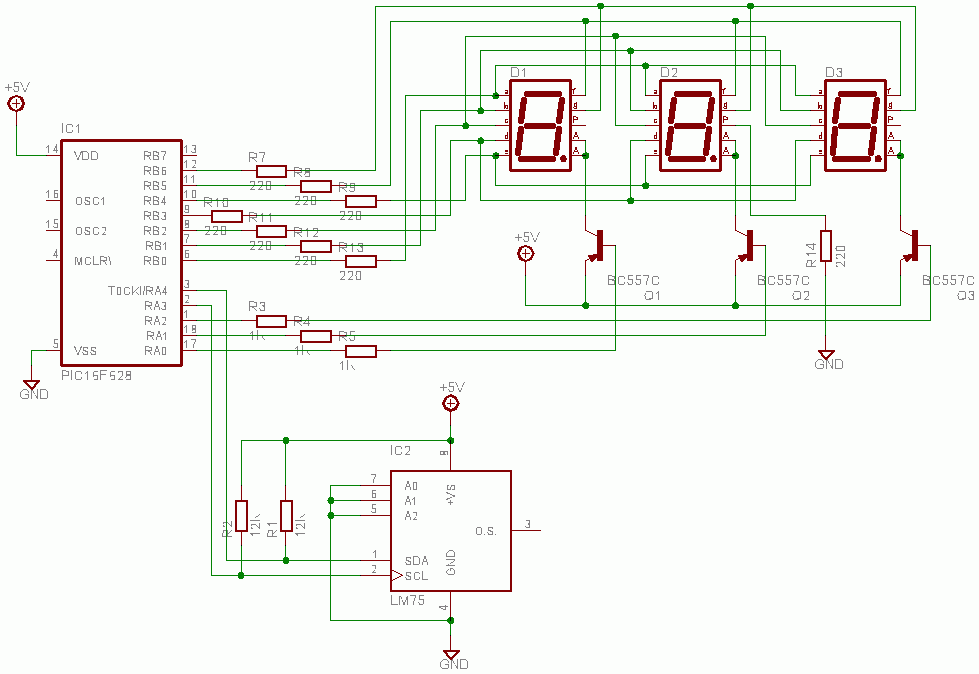 +5V
IC1
14 VDD
16 OSC1
15 OSC2
4 MCLR\
5 VSS
GND
PIC16F628
RB7 13
RB6 12
RB5 11
RB4 10
RB3 9
RB2 8
RB1 7
RB0 6
T0CKI/RA4 3
RA3 2
RA2 1
RA1 18
RA0 17
R7
220
R8
220
R9
220
R10
220
R11
220
R12
220
R13
220
R3
1k
R4
1k
R5
1k
D1
a
b
c
d
e
f
g
P
A
A
D2
a
b
c
d
e
f
g
P
A
A
D3
a
b
c
d
e
f
g
P
A
A
+5V
BC557C
Q1
BC557C
Q2
R14
220
GND
BC557C
Q3
+5V
IC2
8
R2
12k
R1
12k
7 A0
6 A1
5 A2
+VS
O.S. 3
1 SDA
2 SCL
GND
LM75
4
GND